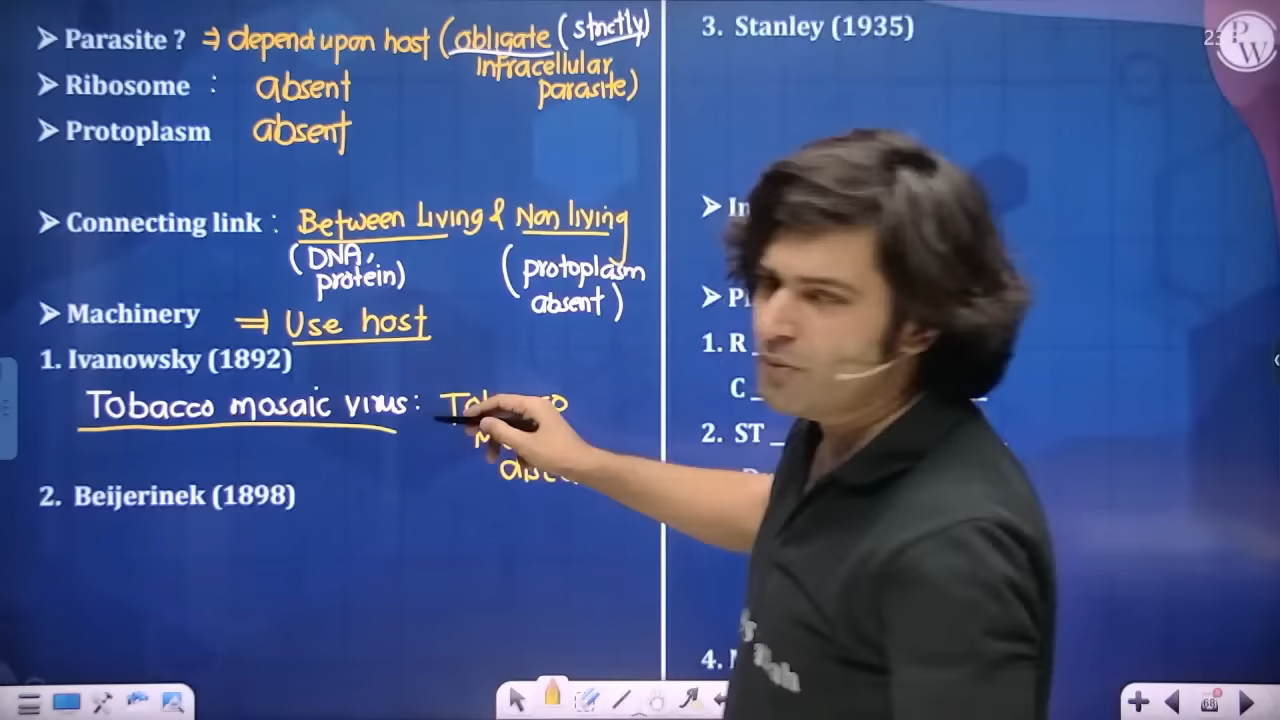 ➤ Parasite ? ⇒ depend upon host (obligate (strictly)
intracellular
parasite)
➤ Ribosome : absent
➤ Protoplasm absent
➤ Connecting link : Between Living & Non living
(DNA, protein)
(protoplasm absent)
➤ Machinery ⇒ Use host
1. Ivanowsky (1892)
Tobacco mosaic virus:
2. Beijerinek (1898)
3. Stanley (1935)
1. R
C
2. ST
4.
PW
68